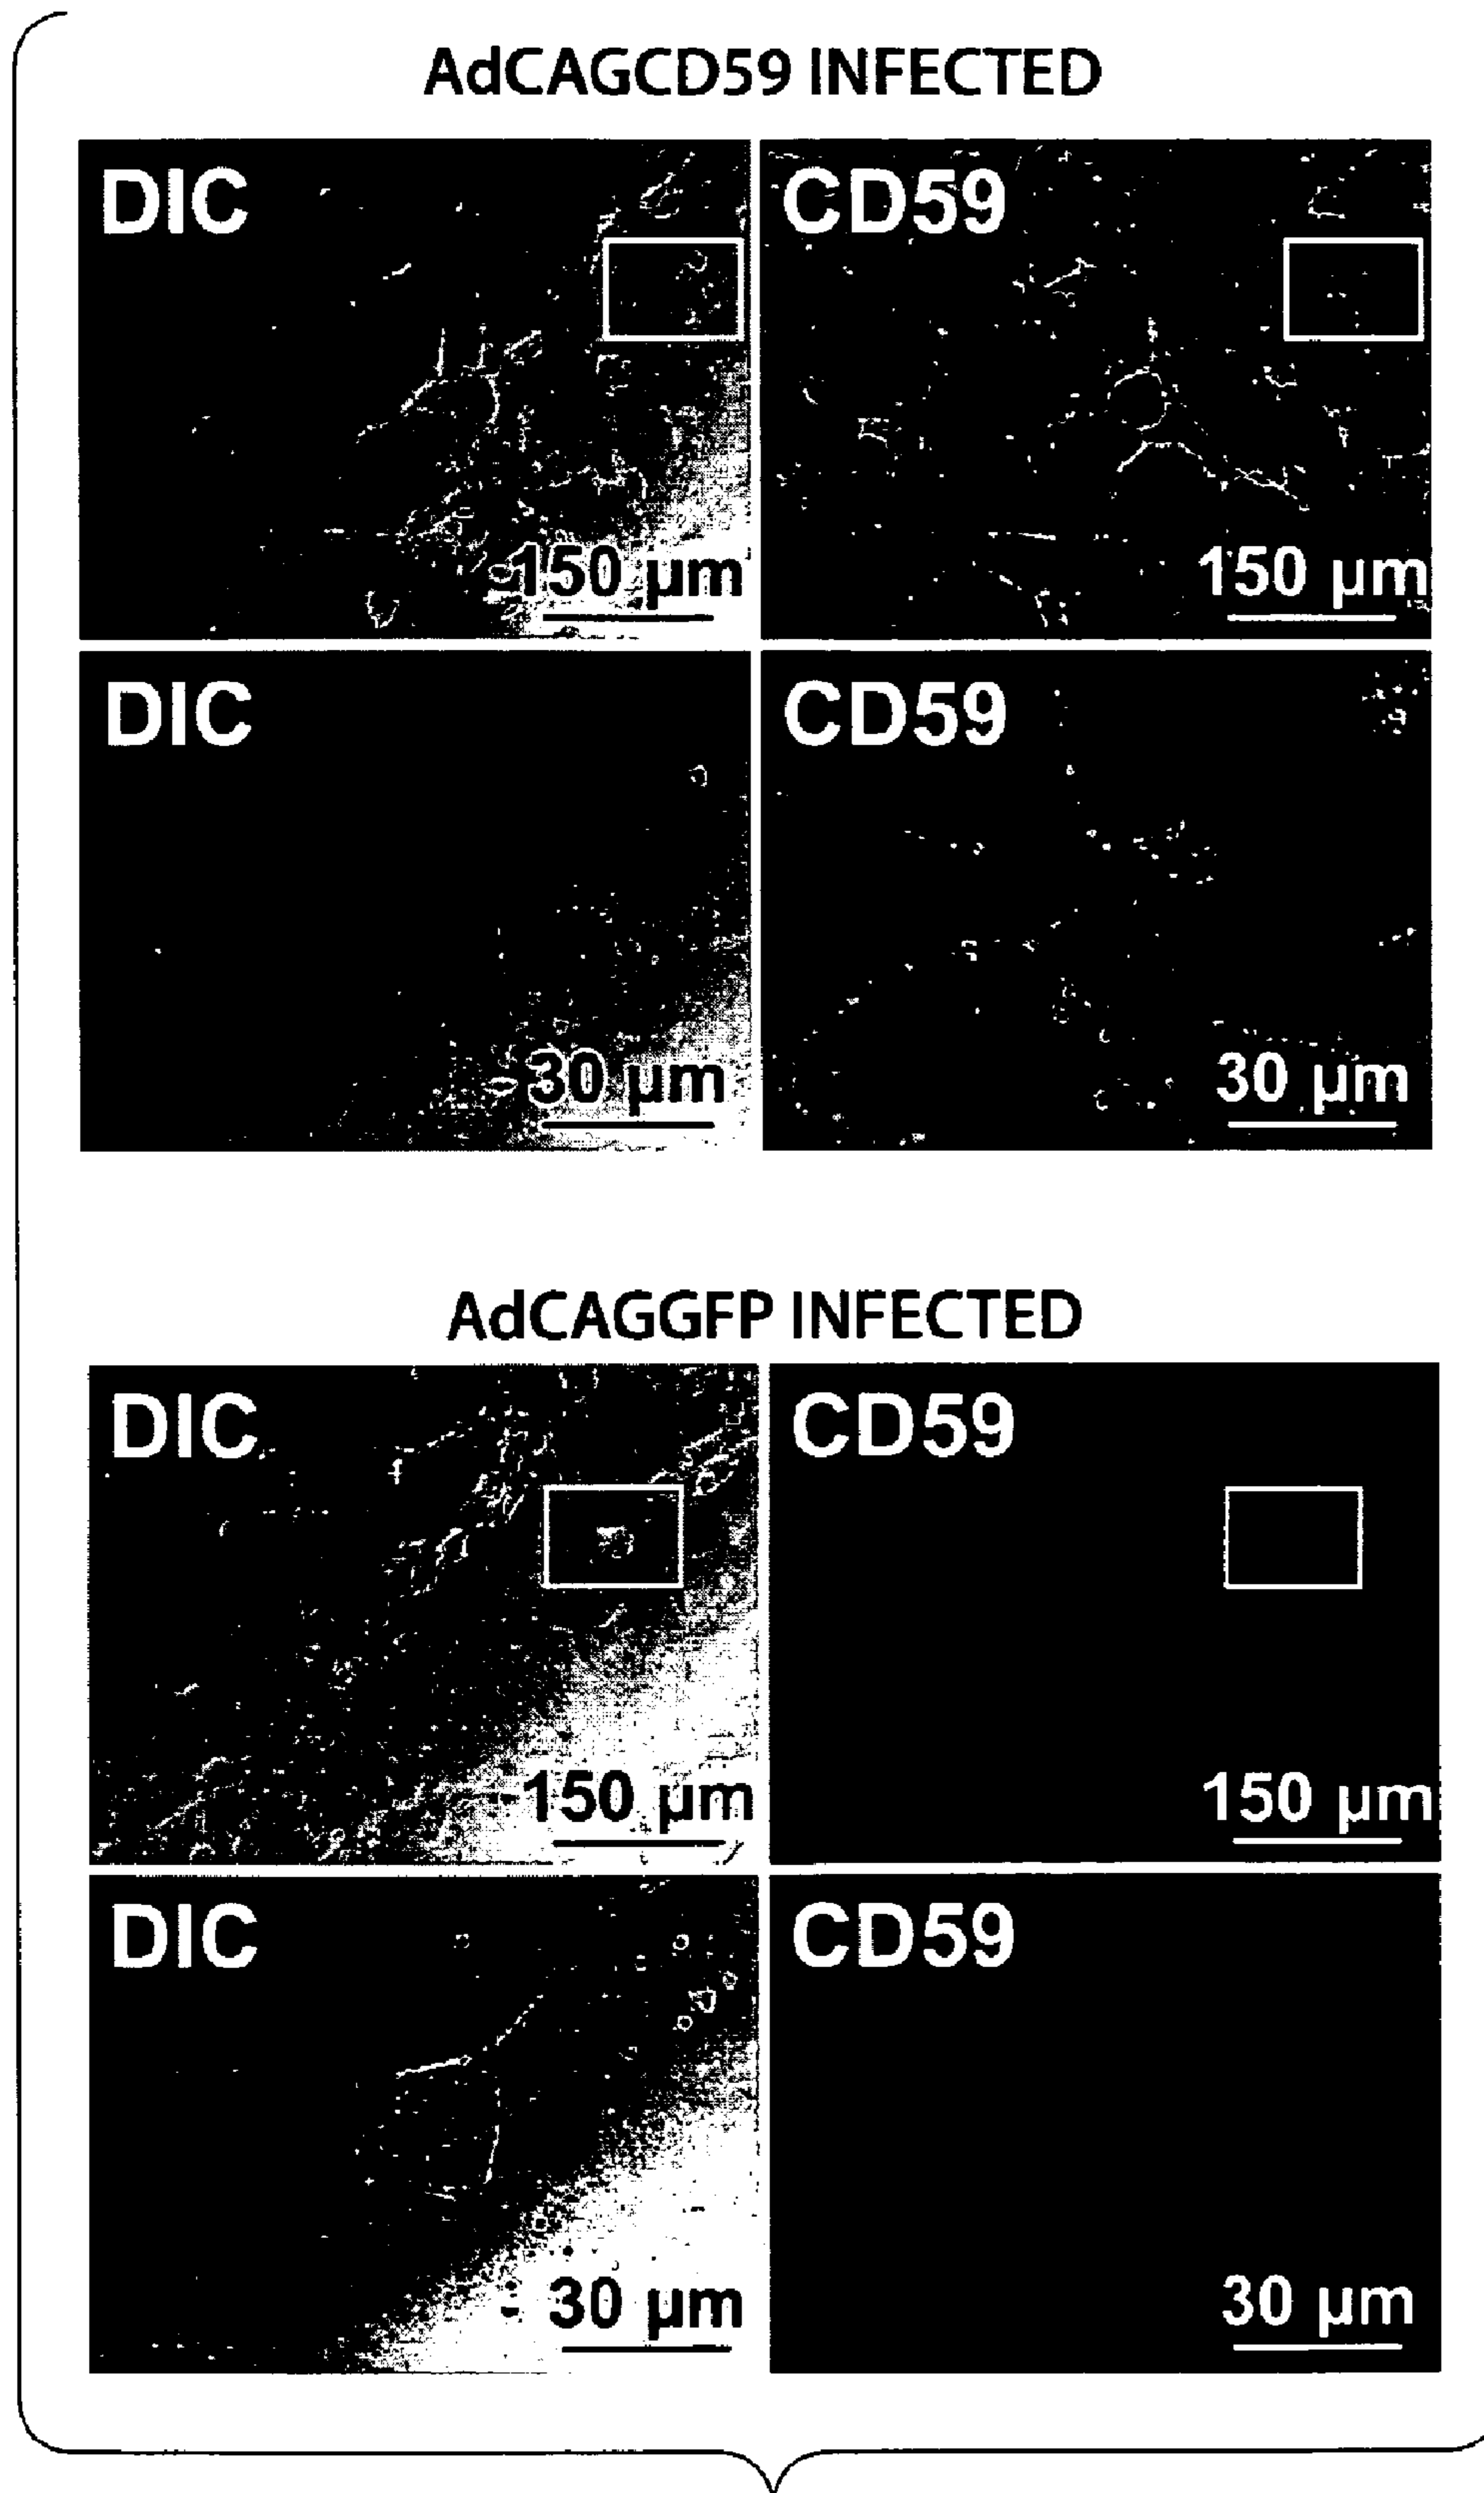 AdCAGCD59 INFECTED
DIC
CD59
150 µm
150 µm
DIC
CD59
30 µm
30 µm
AdCAGGFP INFECTED
DIC
CD59
150 µm
150 µm
DIC
CD59
30 µm
30 µm